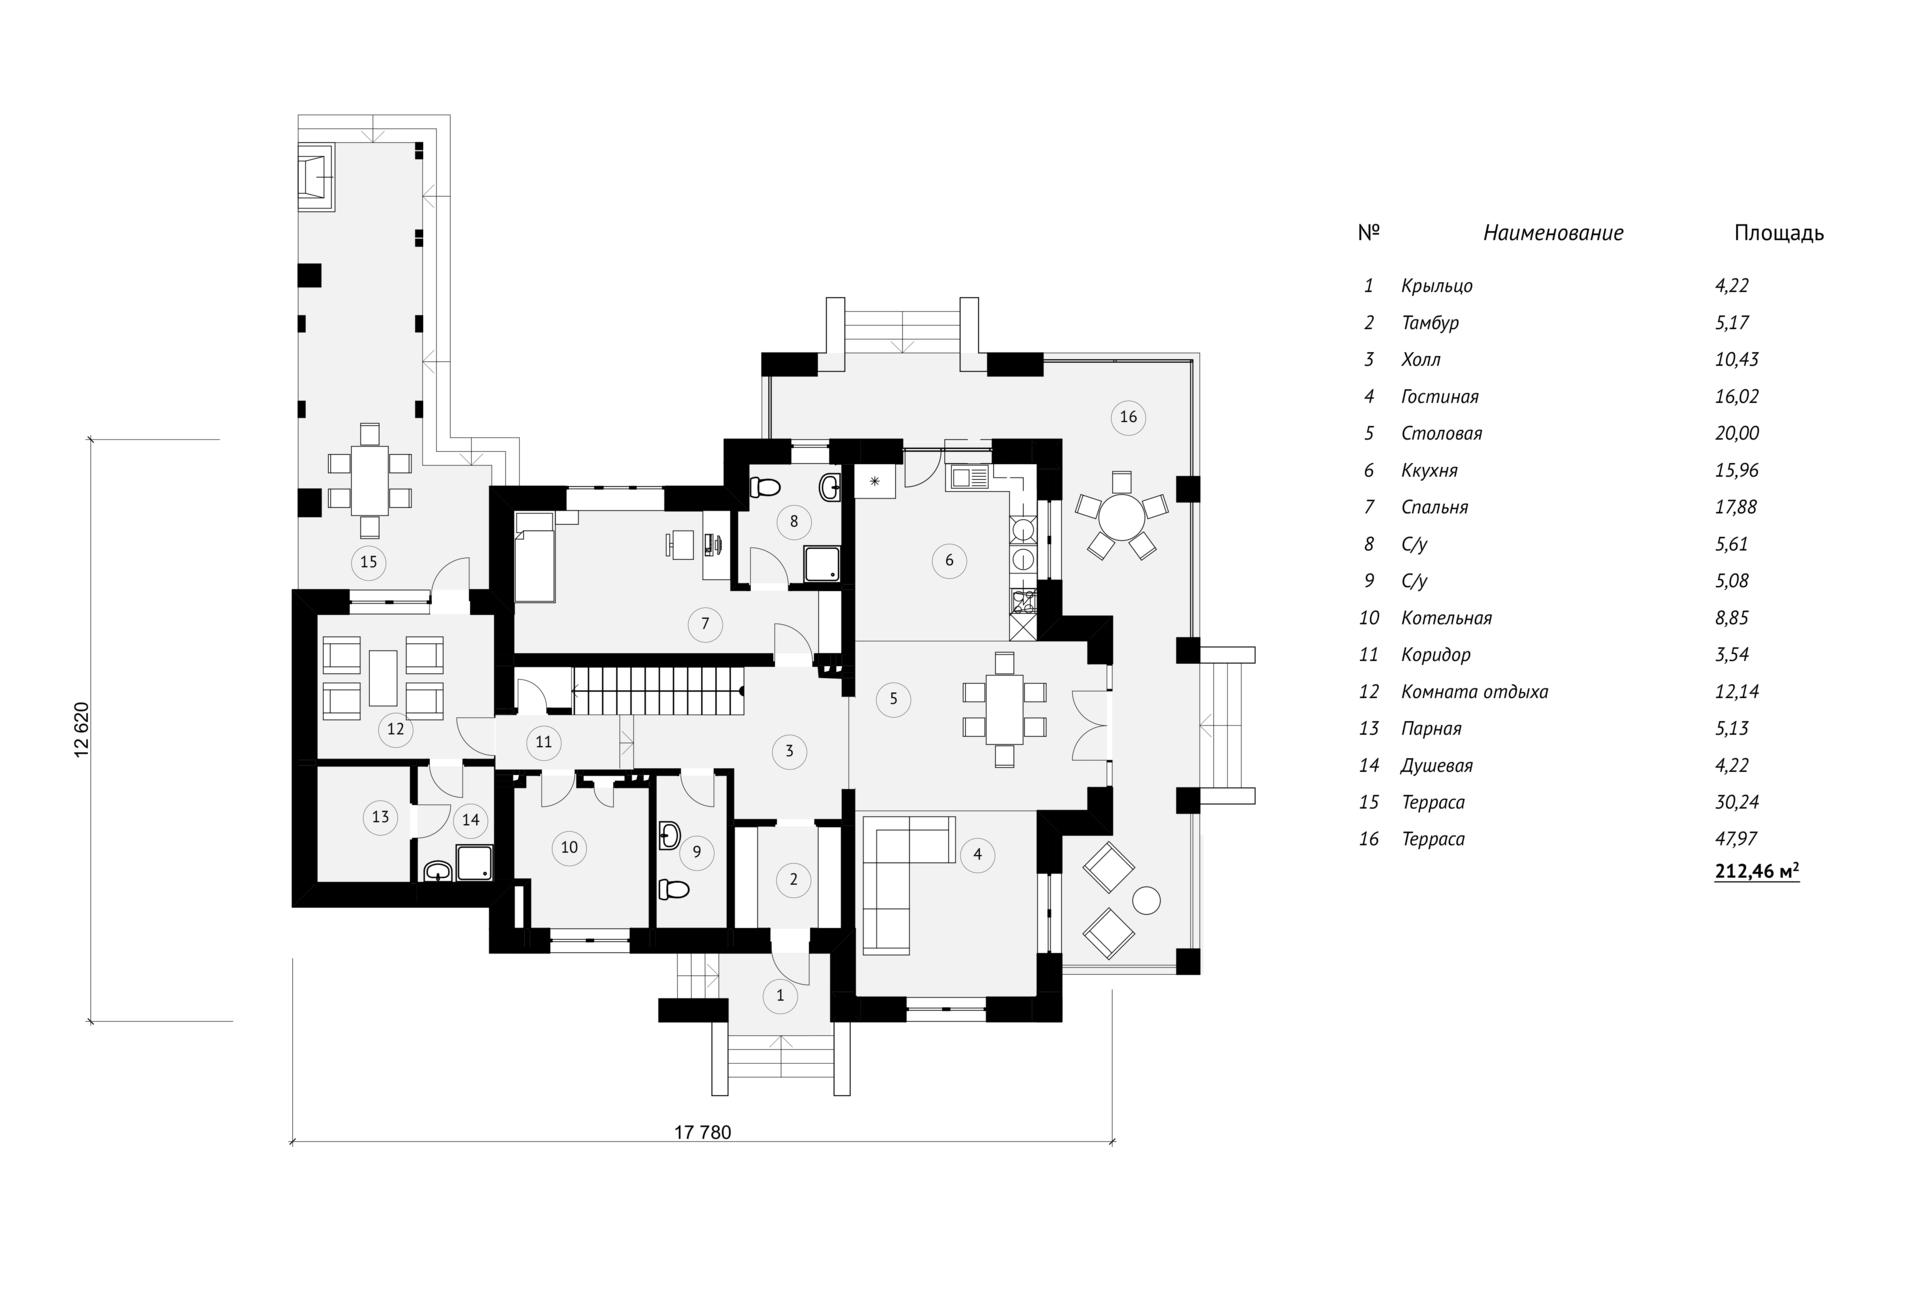 № Наименование Площадь
1 Крыльцо 4,22
2 Тамбур 5,17
3 Холл 10,43
4 Гостиная 16,02
5 Столовая 20,00
6 Ккухня 15,96
7 Спальня 17,88
8 С/у 5,61
9 С/у 5,08
10 Котельная 8,85
11 Коридор 3,54
12 Комната отдыха 12,14
13 Парная 5,13
14 Душевая 4,22
15 Терраса 30,24
16 Терраса 47,97
212,46 м²
16
8
15
6
7
5
12
11
3
13
14
10
9
4
2
1
12 620
17 780